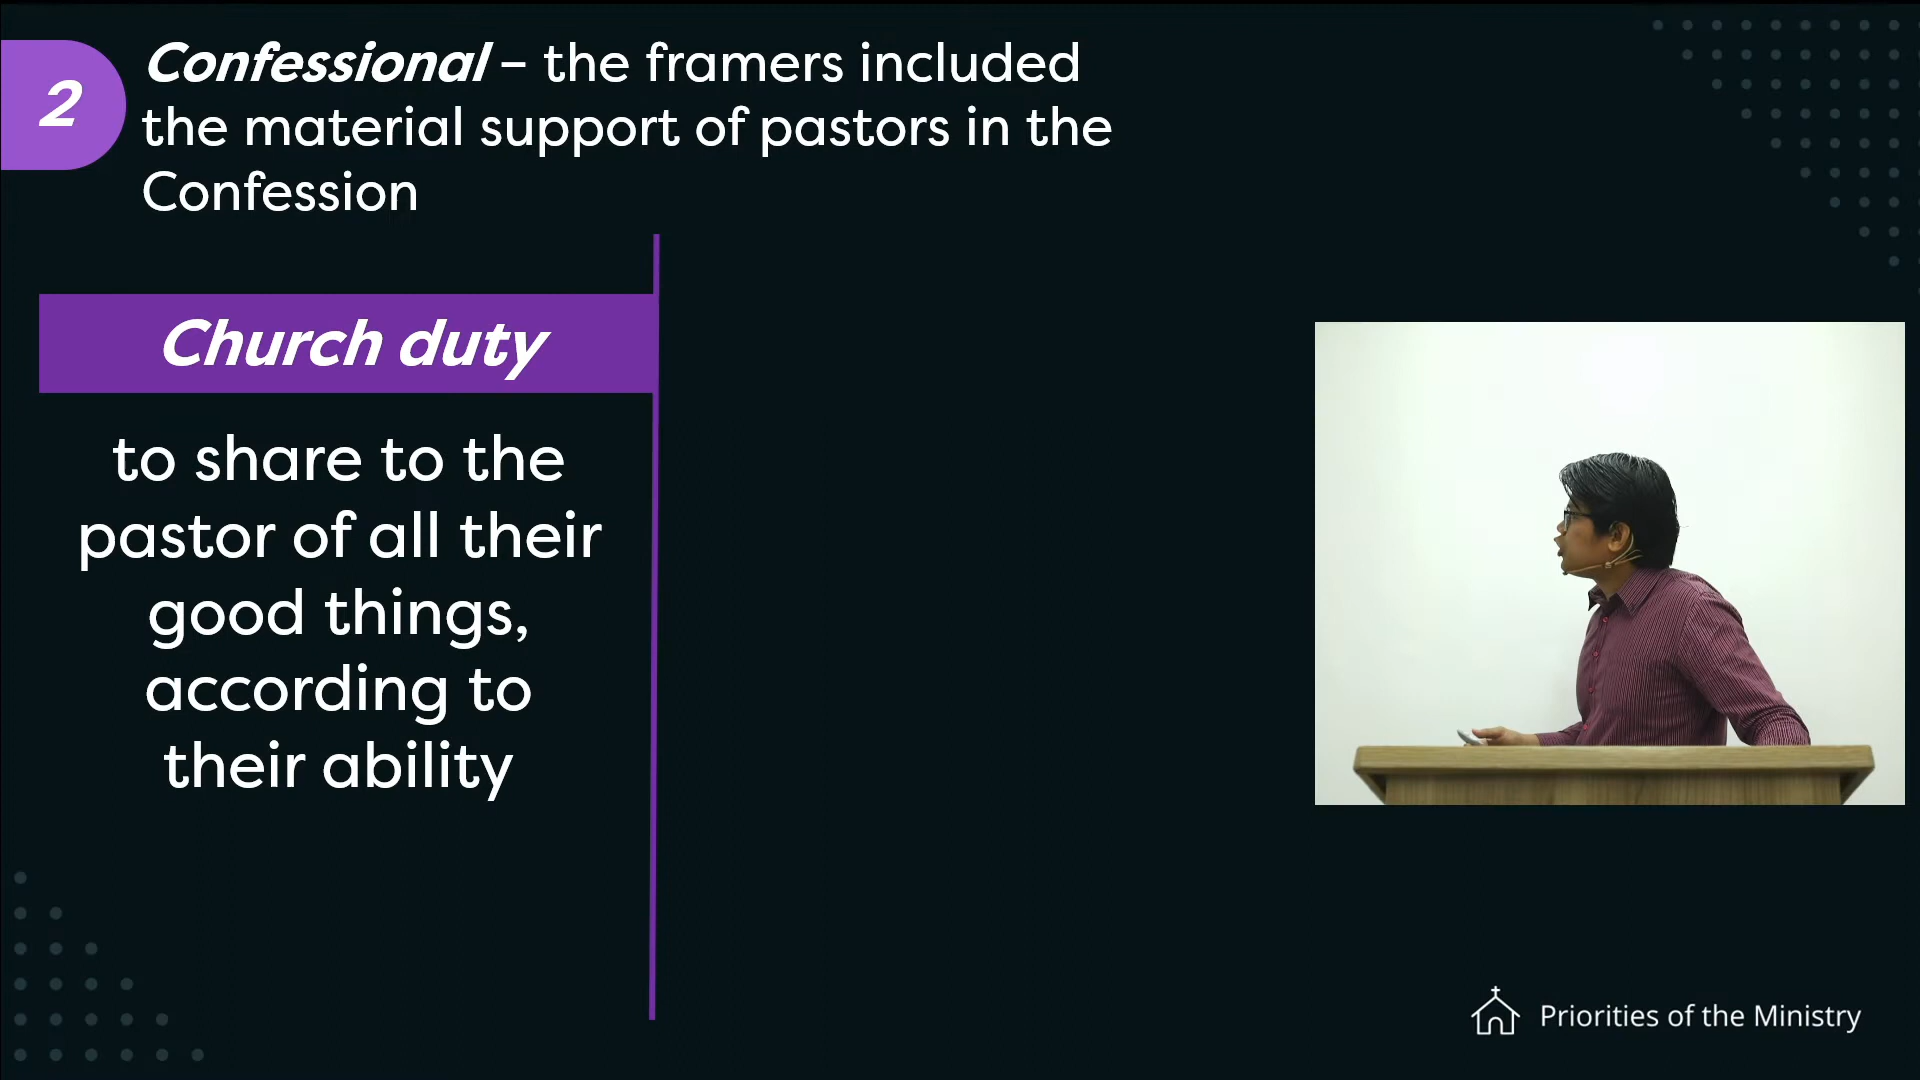 2
Confessional – the framers included
the material support of pastors in the
Confession
Church duty
to share to the
pastor of all their
good things,
according to
their ability
Priorities of the Ministry